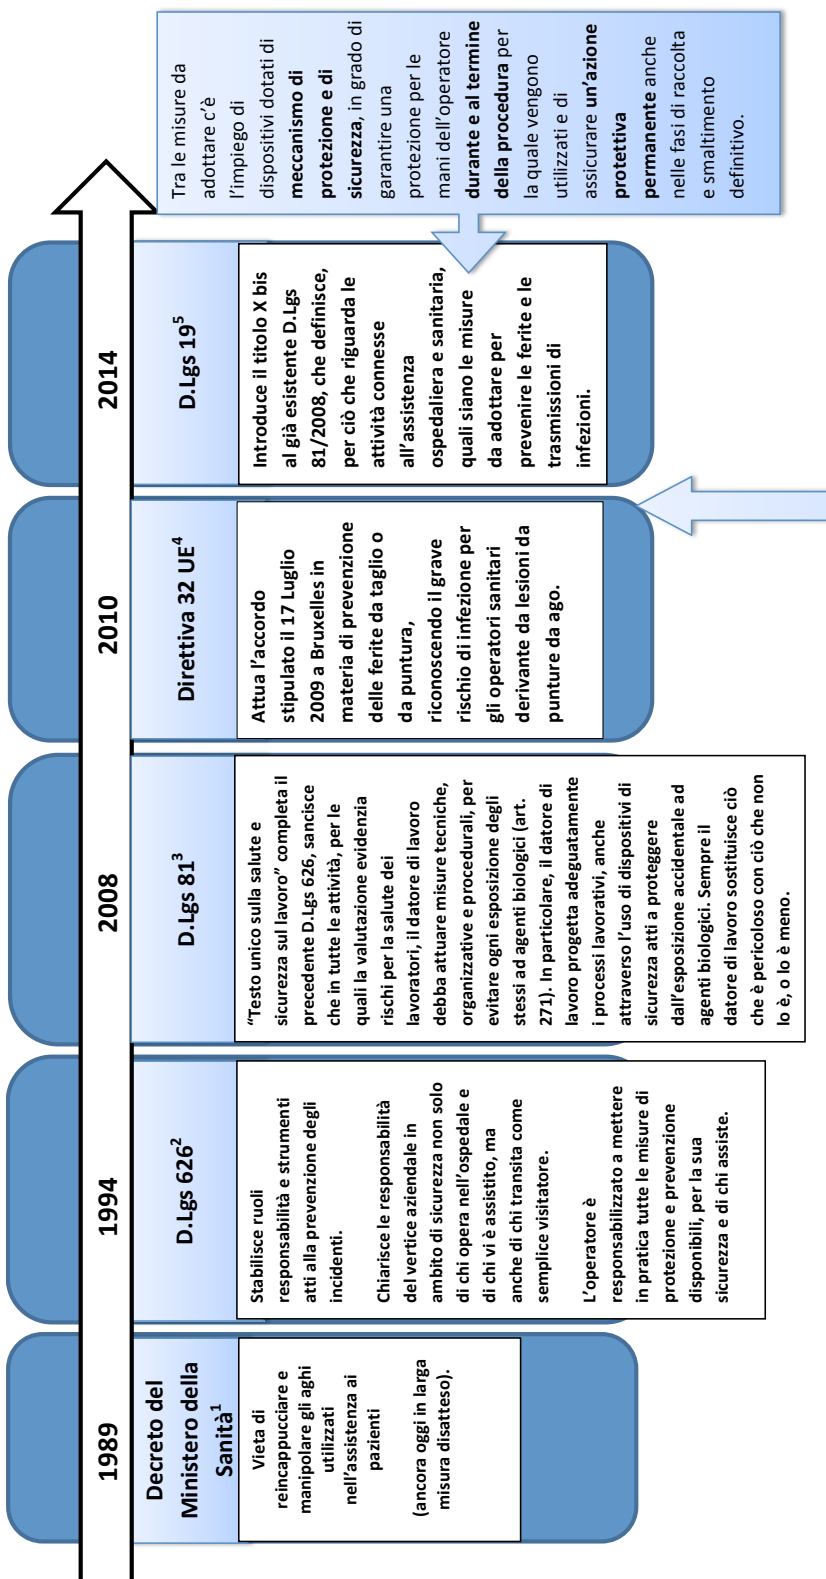 1989
Decreto del
Ministero della
Sanità¹
Vieta di
reincappucciare e
manipolare gli aghi
utilizzati
nell'assistenza ai
pazienti
(ancora oggi in larga
misura disatteso).
1994
D.Lgs 626²
Stabilisce ruoli
responsabilità e strumenti
atti alla prevenzione degli
incidenti.
Chiarisce le responsabilità
del vertice aziendale in
ambito di sicurezza non solo
di chi opera nell'ospedale e
di chi vi è assistito, ma
anche di chi transita come
semplice visitatore.
L'operatore è
responsabilizzato a mettere
in pratica tutte le misure di
protezione e prevenzione
disponibili, per la sua
sicurezza e di chi assiste.
2008
D.Lgs 81³
"Testo unico sulla salute e
sicurezza sul lavoro" completa il
precedente D.Lgs 626, sancisce
che in tutte le attività, per le
quali la valutazione evidenzia
rischi per la salute dei
lavoratori, il datore di lavoro
debba attuare misure tecniche,
organizzative e procedurali, per
evitare ogni esposizione degli
stessi ad agenti biologici (art.
271). In particolare, il datore di
lavoro progetta adeguatamente
i processi lavorativi, anche
attraverso l'uso di dispositivi di
sicurezza atti a proteggere
dall'esposizione accidentale ad
agenti biologici. Sempre il
datore di lavoro sostituisce ciò
che è pericoloso con ciò che non
lo è, o lo è meno.
2010
Direttiva 32 UE⁴
Attua l'accordo
stipulato il 17 Luglio
2009 a Bruxelles in
materia di prevenzione
delle ferite da taglio o
da puntura,
riconoscendo il grave
rischio di infezione per
gli operatori sanitari
derivante da lesioni da
punture da ago.
2014
D.Lgs 19⁵
Introduce il titolo X bis
al già esistente D.Lgs
81/2008, che definisce,
per ciò che riguarda le
attività connesse
all'assistenza
ospedaliera e sanitaria,
quali siano le misure
da adottare per
prevenire le ferite e le
trasmissioni di
infezioni.
Tra le misure da
adottare c'è
l'impiego di
dispositivi dotati di
meccanismo di
protezione e di
sicurezza, in grado di
garantire una
protezione per le
mani dell'operatore
durante e al termine
della procedura per
la quale vengono
utilizzati e di
assicurare un'azione
protettiva
permanente anche
nelle fasi di raccolta
e smaltimento
definitivo.